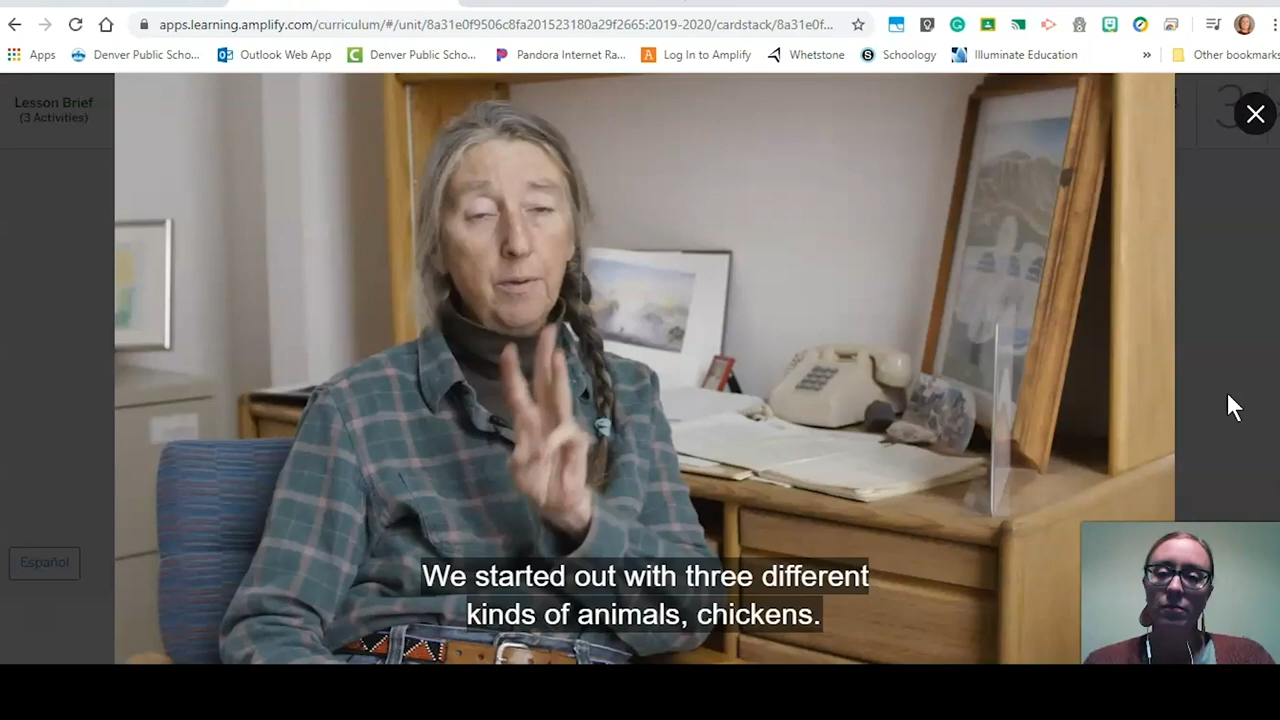 apps.learning.amplify.com/curriculum/#/unit/8a31e0f9506c8fa201523180a29f2665:2019-2020/cardstack/8a31e0f...
Apps
Denver Public Scho...
Outlook Web App
Denver Public Scho...
Pandora Internet Ra...
Log In to Amplify
Whetstone
Schoology
Illuminate Education
»
Other bookmarks
Lesson Brief
(3 Activities)
3
Español
We started out with three different
kinds of animals, chickens.